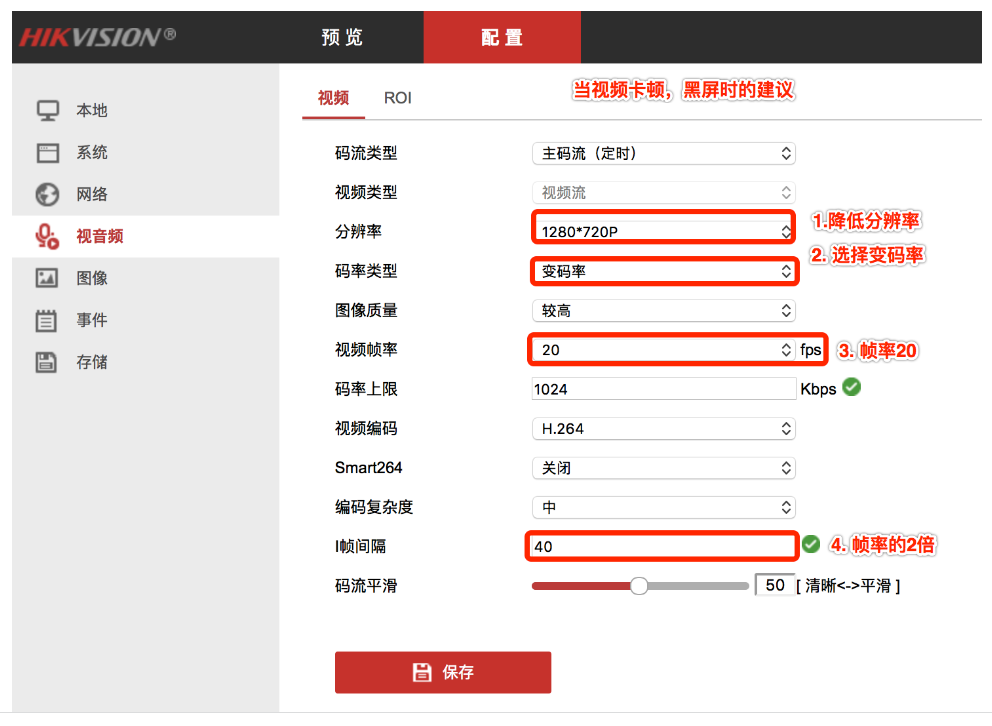 HIKVISION®
预览
配置
本地
系统
网络
视音频
图像
事件
存储
视频
ROI
当视频卡顿，黑屏时的建议
码流类型 主码流（定时）
视频类型 视频流
分辨率 1280*720P 1.降低分辨率
码率类型 变码率 2. 选择变码率
图像质量 较高
视频帧率 20 fps 3. 帧率20
码率上限 1024 Kbps
视频编码 H.264
Smart264 关闭
编码复杂度 中
I帧间隔 40 4. 帧率的2倍
码流平滑 50 [ 清晰<->平滑 ]
保存